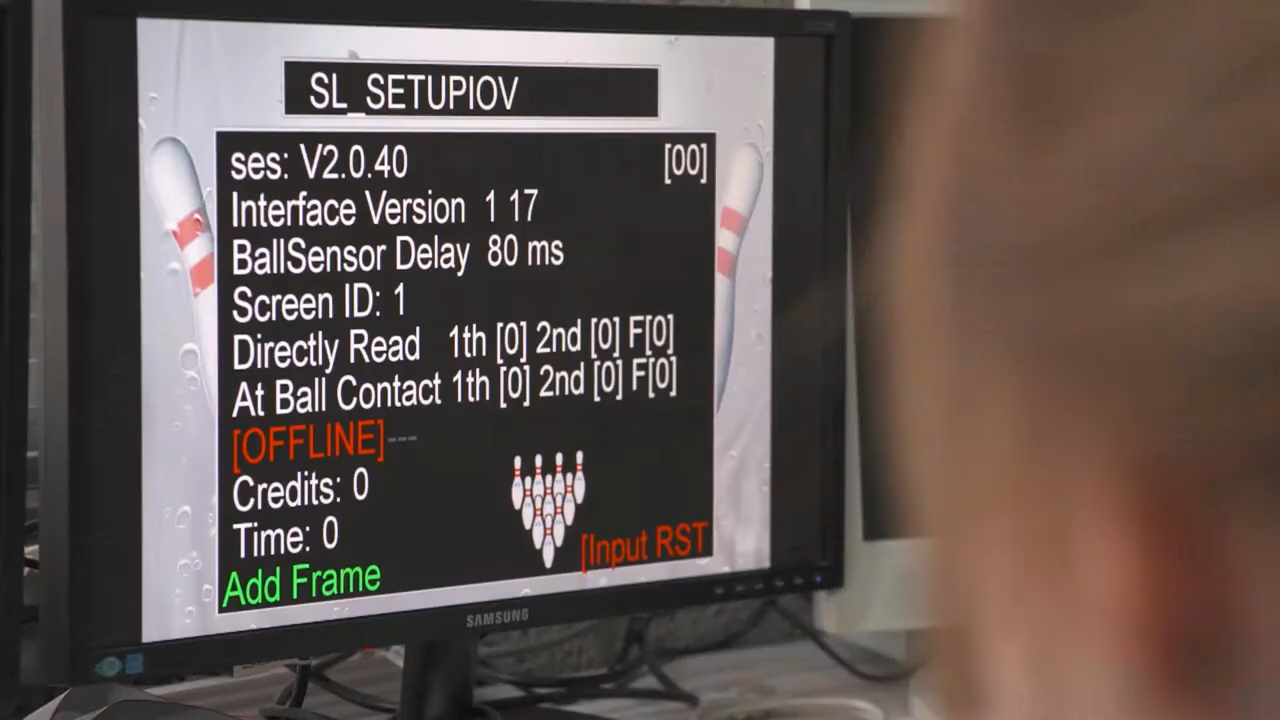 SL_SETUPIOV
ses: V2.0.40 [00]
Interface Version 1 17
BallSensor Delay 80 ms
Screen ID: 1
Directly Read 1th [0] 2nd [0] F[0]
At Ball Contact 1th [0] 2nd [0] F[0]
[OFFLINE]---
Credits: 0
Time: 0
[Input RST
Add Frame
SAMSUNG